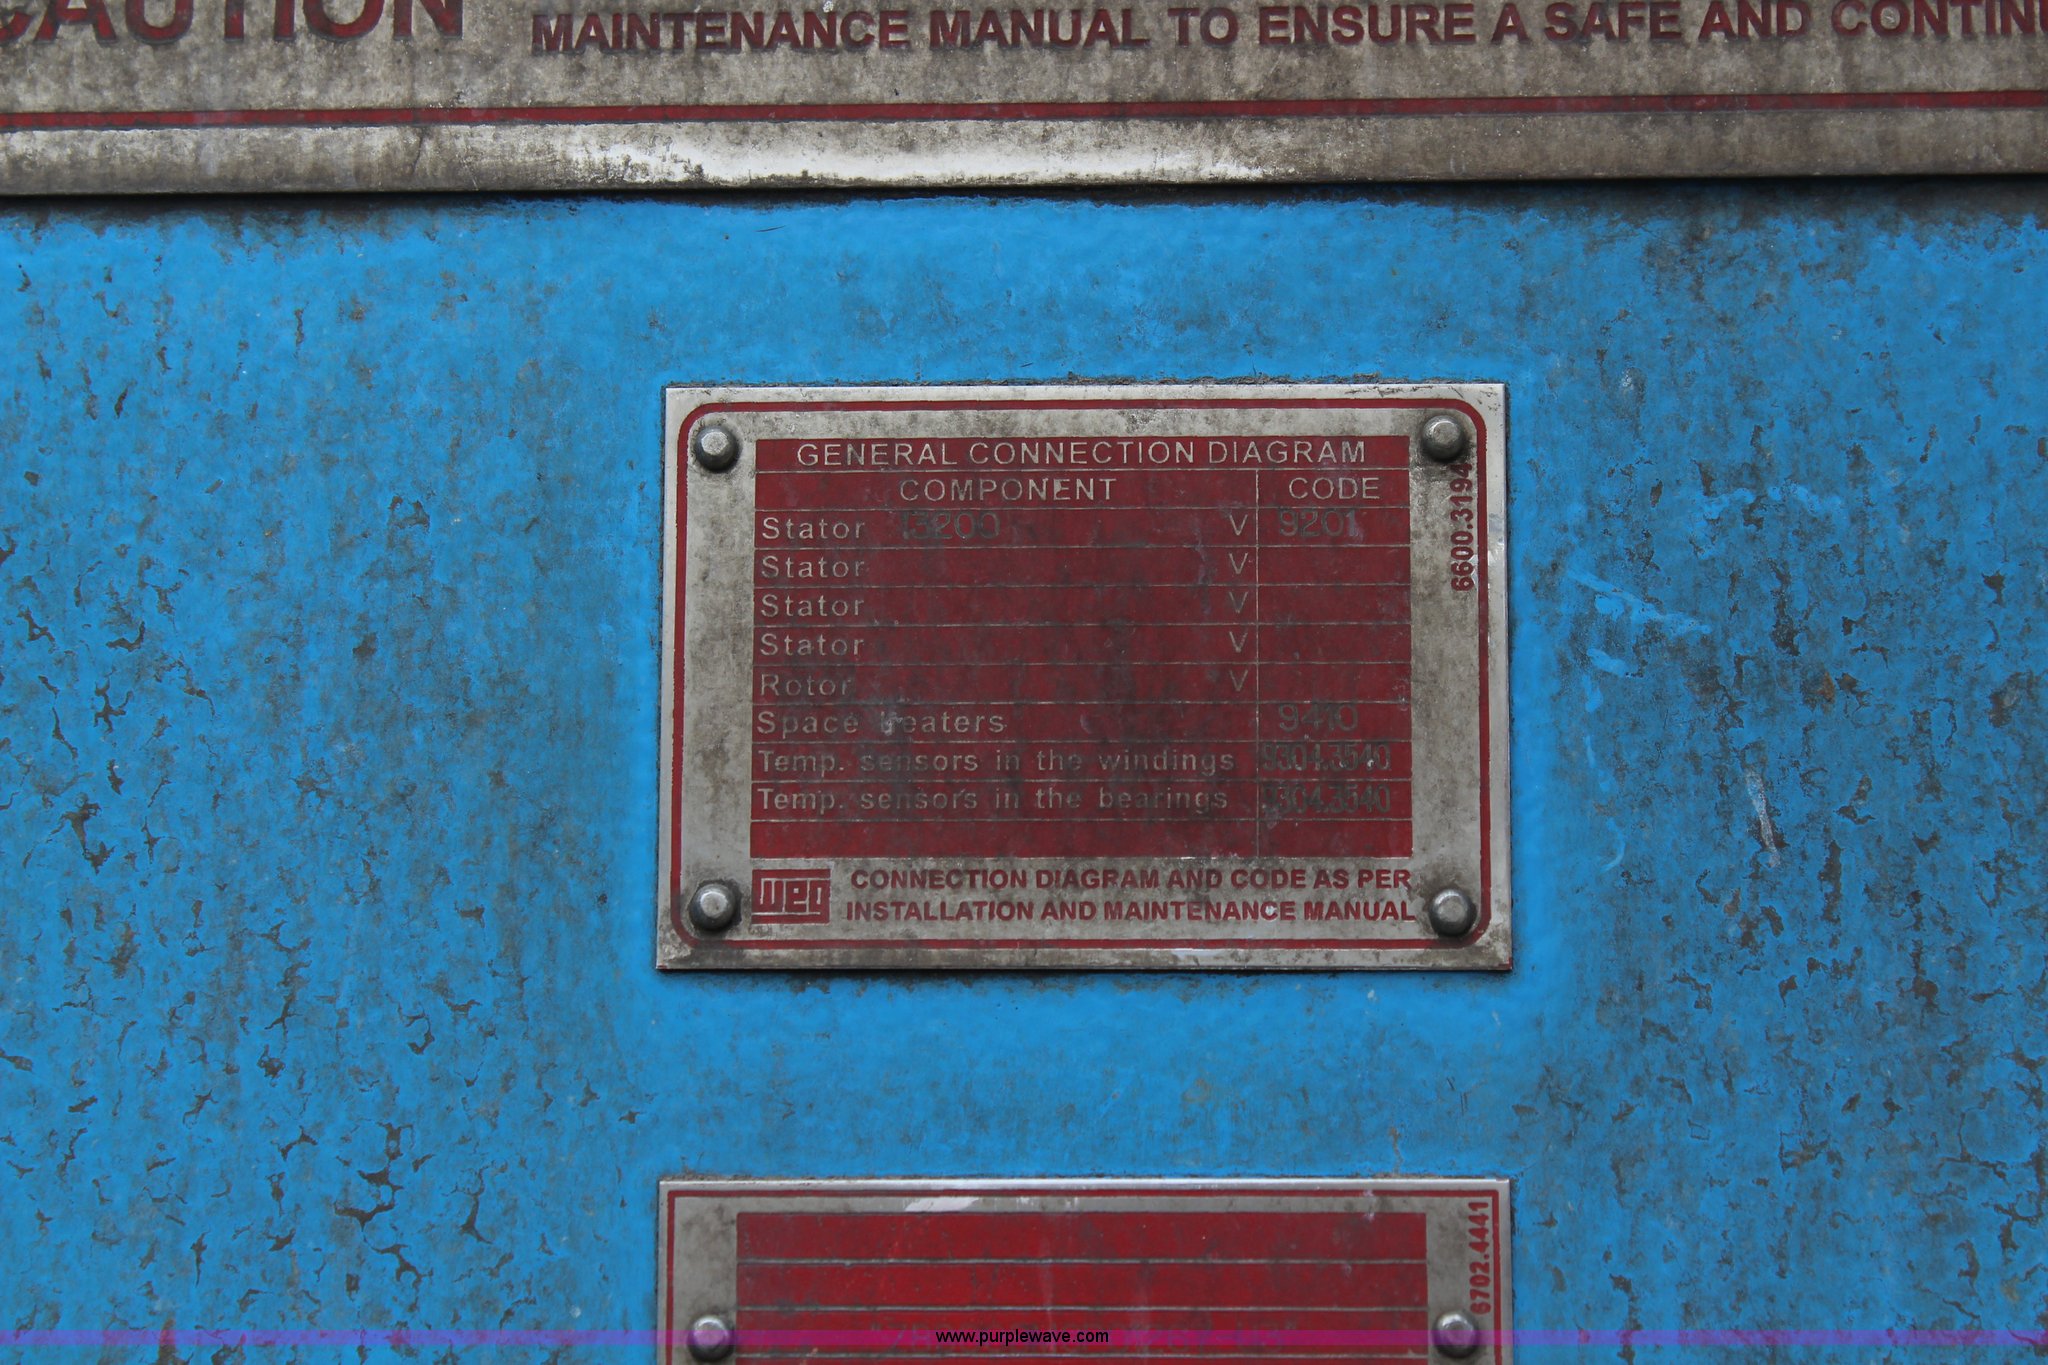 CAUTION
MAINTENANCE MANUAL TO ENSURE A SAFE AND CONTINU
GENERAL CONNECTION DIAGRAM
COMPONENT CODE
Stator 13200 V 9201
Stator V
Stator V
Stator V
Rotor V
Space Heaters 9410
Temp. sensors in the windings 9304.3540
Temp. sensors in the bearings 9304.3540
6600.3194
weg CONNECTION DIAGRAM AND CODE AS PER
INSTALLATION AND MAINTENANCE MANUAL
6702.4441
www.purplewave.com